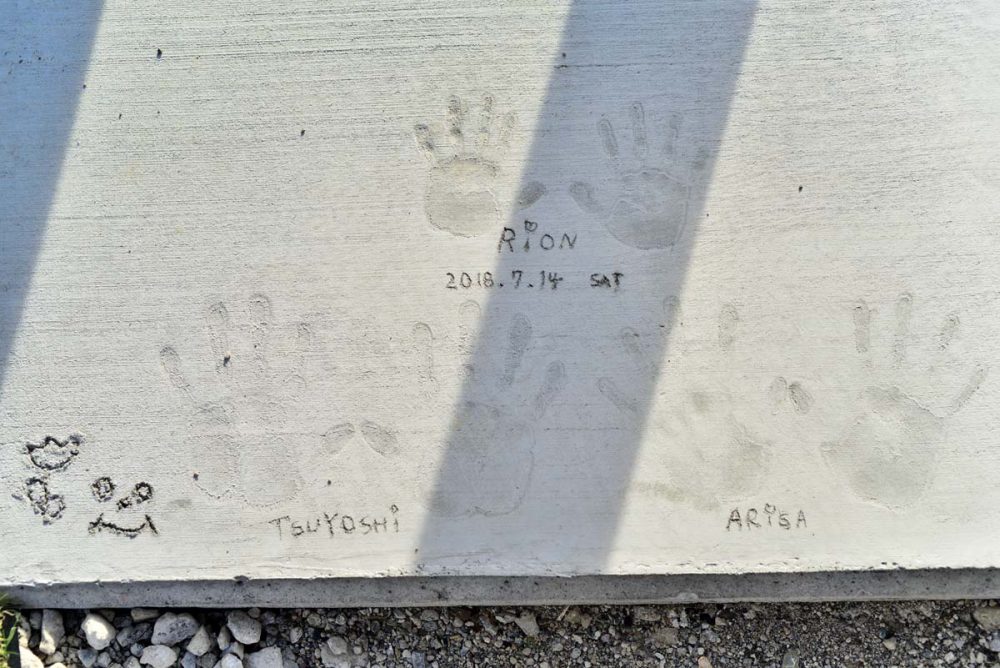 RiON
2018.7.14 SAT
TSUYOSHi
ARiSA